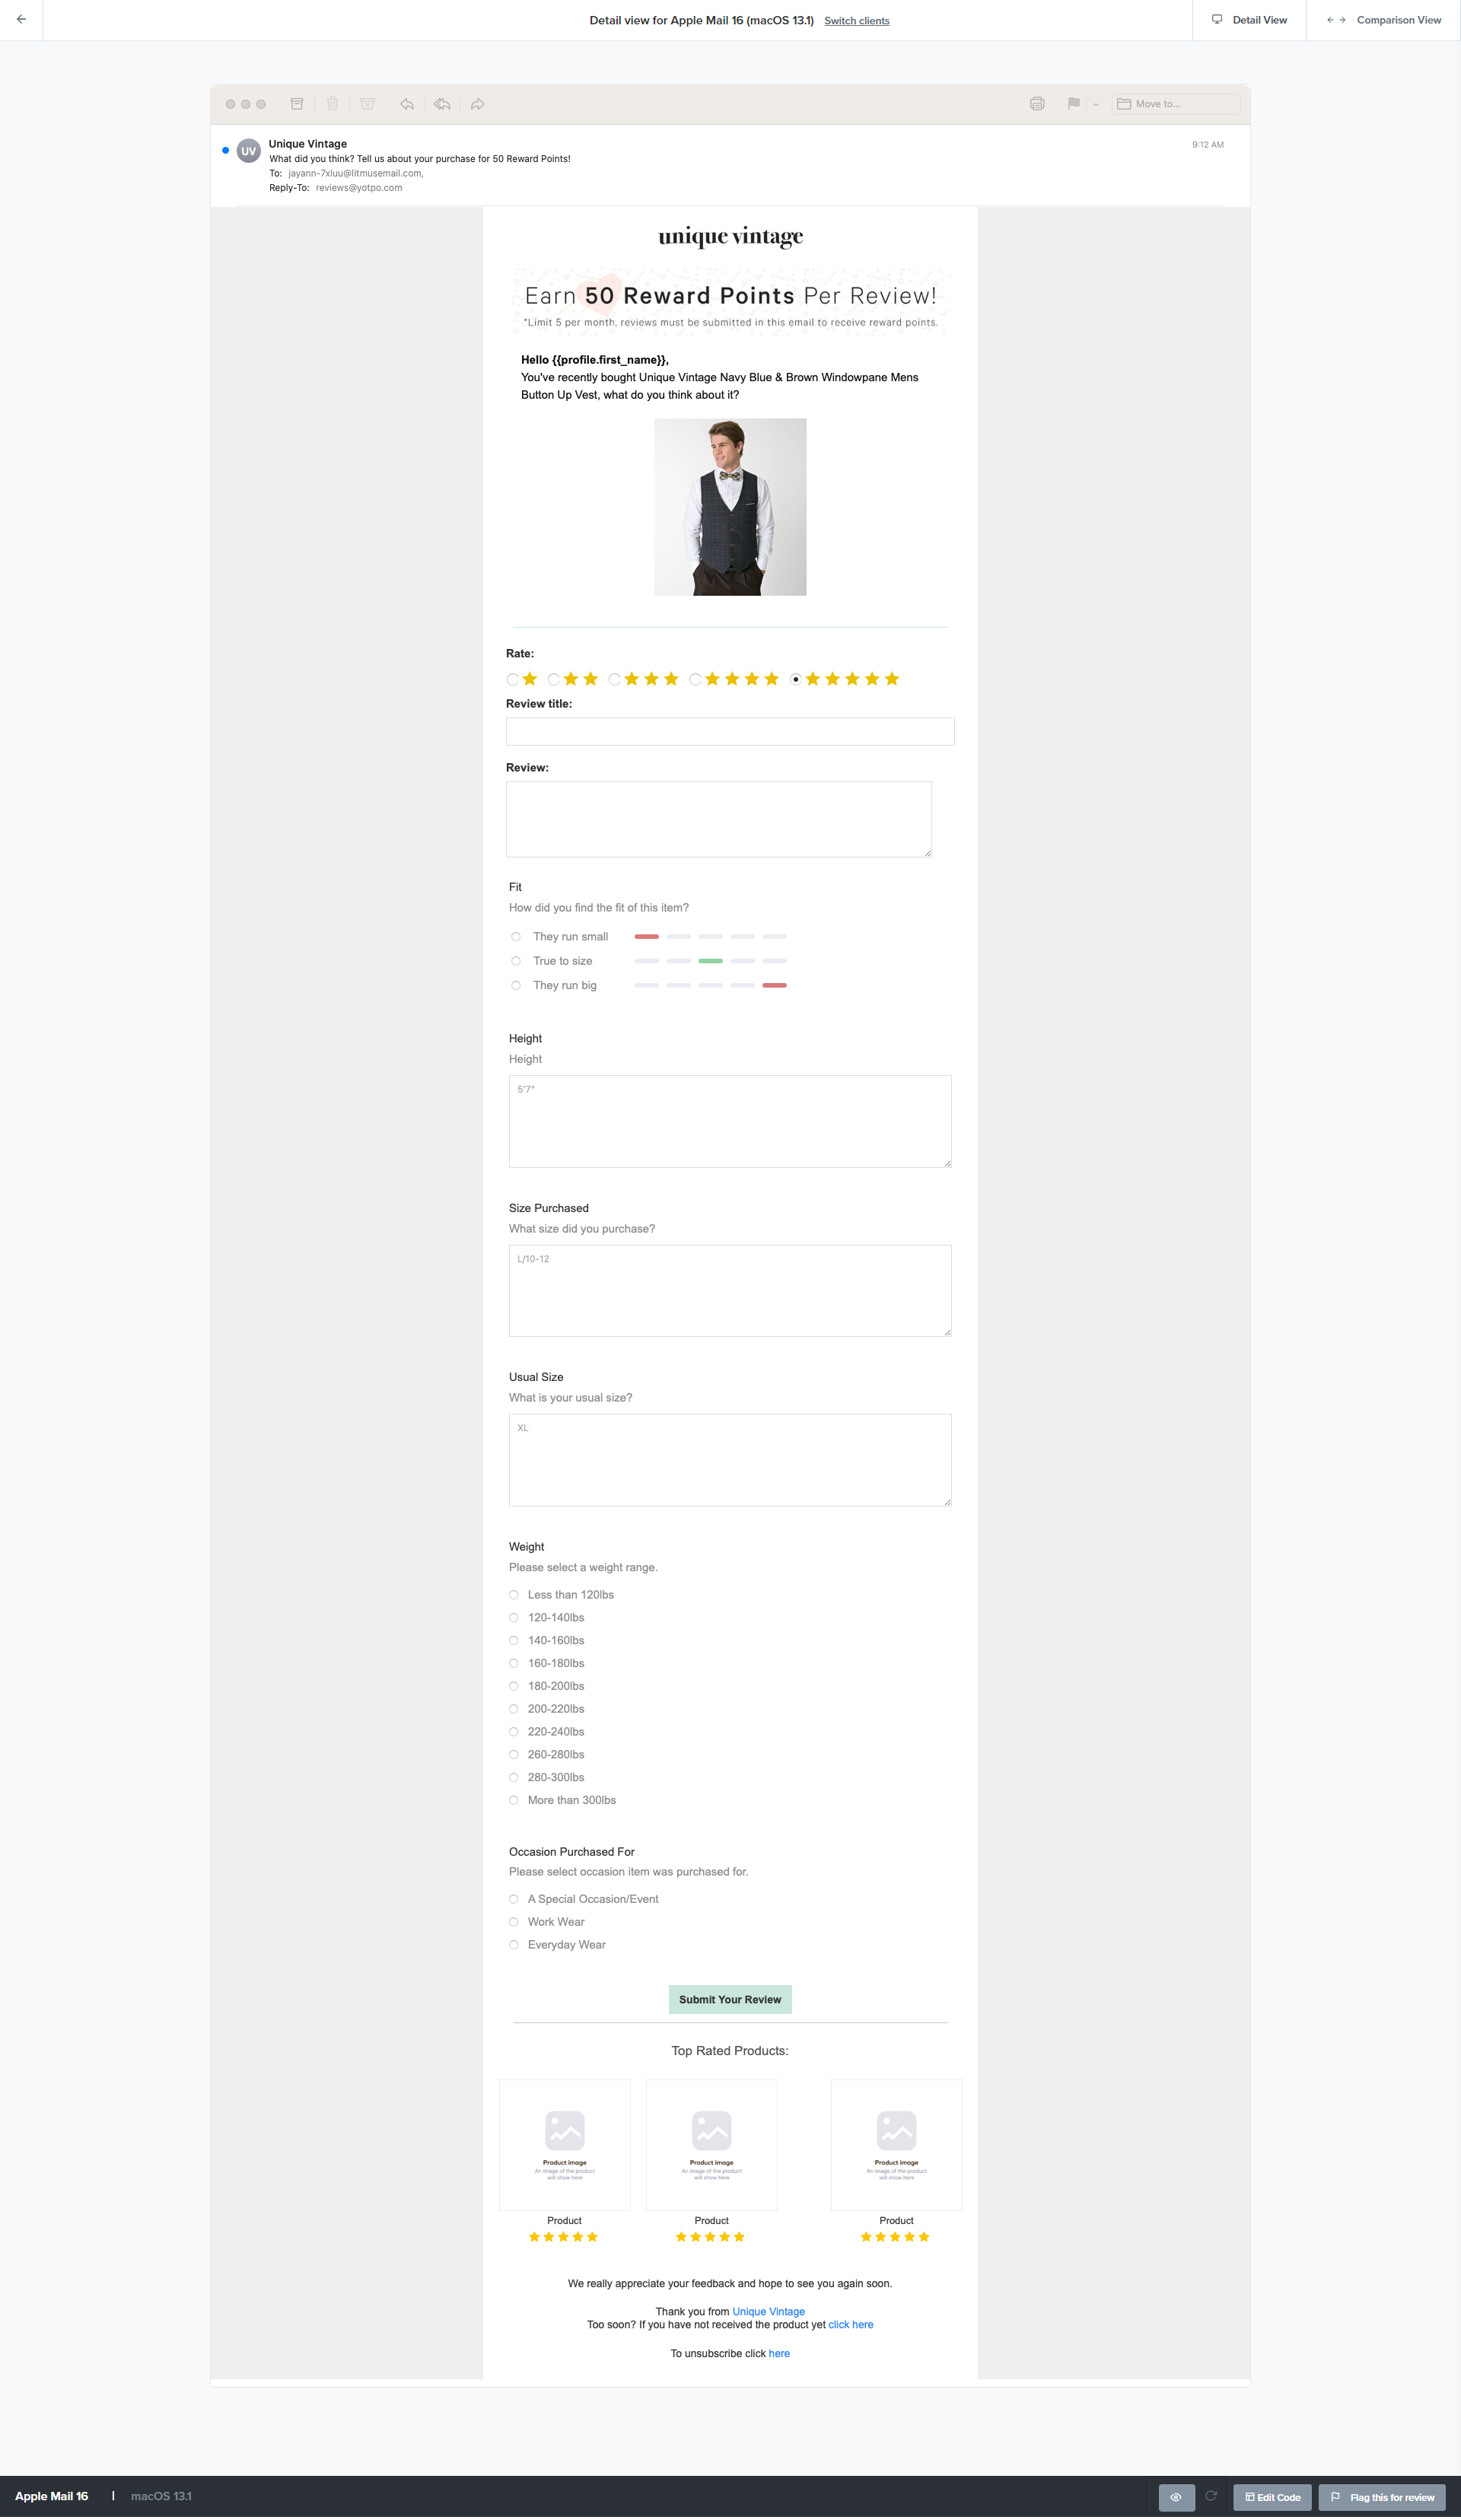 Detail view for Apple Mail 16 (macOS 13.1) Switch clients
Detail View
Comparison View
Move to...
UV
Unique Vintage
9:12 AM
What did you think? Tell us about your purchase for 50 Reward Points!
To: jayann-7xluu@litmusemail.com,
Reply-To: reviews@yotpo.com
unique vintage
Earn 50 Reward Points Per Review!
*Limit 5 per month, reviews must be submitted in this email to receive reward points.
Hello {{profile.first_name}},
You've recently bought Unique Vintage Navy Blue & Brown Windowpane Mens
Button Up Vest, what do you think about it?
Rate:
Review title:
Review:
Fit
How did you find the fit of this item?
They run small
True to size
They run big
Height
Height
5'7"
Size Purchased
What size did you purchase?
L/10-12
Usual Size
What is your usual size?
XL
Weight
Please select a weight range.
Less than 120lbs
120-140lbs
140-160lbs
160-180lbs
180-200lbs
200-220lbs
220-240lbs
260-280lbs
280-300lbs
More than 300lbs
Occasion Purchased For
Please select occasion item was purchased for.
A Special Occasion/Event
Work Wear
Everyday Wear
Submit Your Review
Top Rated Products:
Product image
An image of the product
will show here
Product
Product image
An image of the product
will show here
Product
Product image
An image of the product
will show here
Product
We really appreciate your feedback and hope to see you again soon.
Thank you from Unique Vintage
Too soon? If you have not received the product yet click here
To unsubscribe click here
Apple Mail 16 | macOS 13.1
Edit Code
Flag this for review